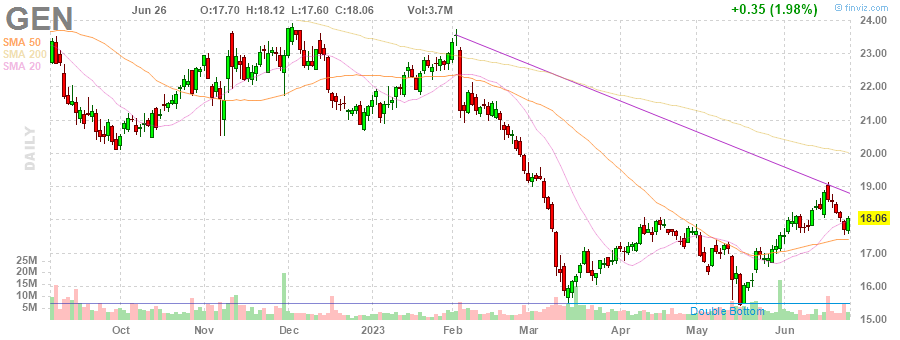 GEN
Jun 26 O:17.70 H:18.12 L:17.60 C:18.06 Vol:3.7M
+0.35 (1.98%)
© finviz.com
SMA 50
SMA 200
SMA 20
DAILY
24.00
23.00
22.00
21.00
20.00
19.00
18.06
17.00
16.00
15.00
25M
20M
15M
10M
5M
Double Bottom
Oct Nov Dec 2023 Feb Mar Apr May Jun